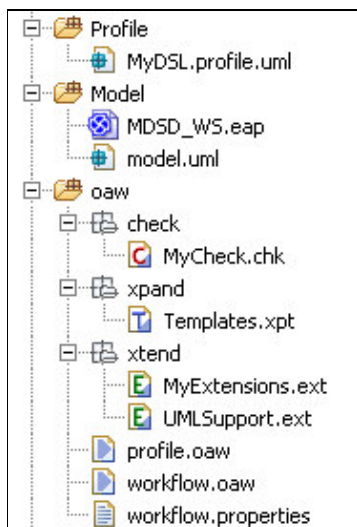 Profile
MyDSL.profile.uml
Model
MDSD_WS.eap
model.uml
oaw
check
MyCheck.chk
xpand
Templates.xpt
xtend
MyExtensions.ext
UMLSupport.ext
profile.oaw
workflow.oaw
workflow.properties